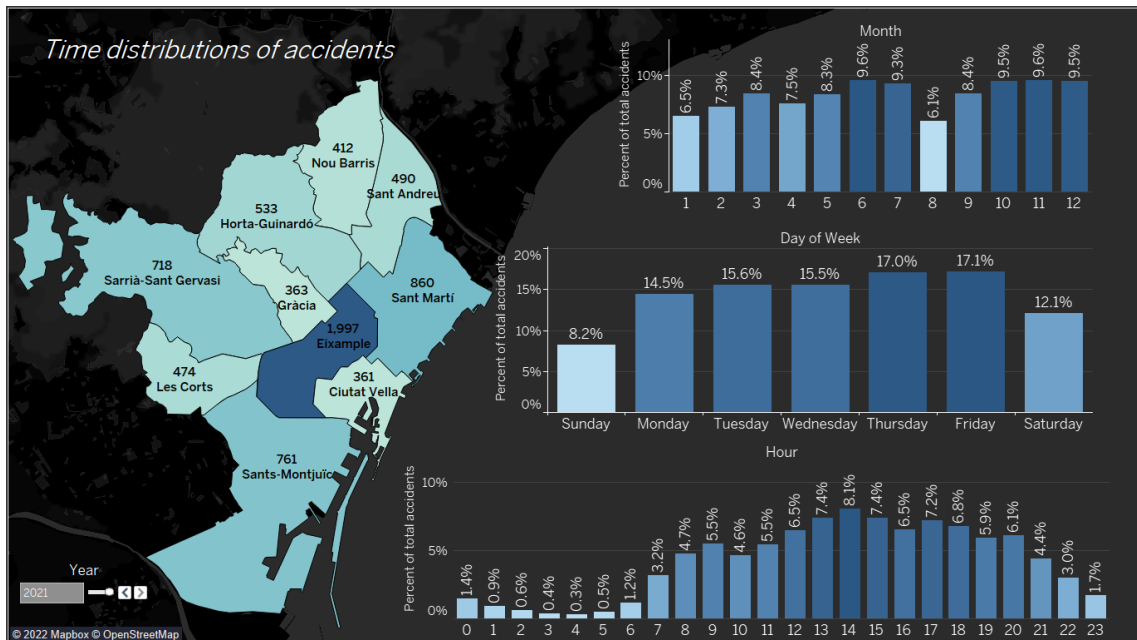 Time distributions of accidents
412
Nou Barris
490
Sant Andreu
533
Horta-Guinardó
718
Sarrià-Sant Gervasi
363
Gràcia
860
Sant Martí
1,997
Eixample
474
Les Corts
361
Ciutat Vella
761
Sants-Montjuïc
Year
2021
© 2022 Mapbox © OpenStreetMap
Month
Percent of total accidents
10%
5%
0%
6.5% 7.3% 8.4% 7.5% 8.3% 9.6% 9.3% 6.1% 8.4% 9.5% 9.6% 9.5%
1 2 3 4 5 6 7 8 9 10 11 12
Day of Week
Percent of total accidents
20%
15%
10%
5%
0%
8.2% 14.5% 15.6% 15.5% 17.0% 17.1% 12.1%
Sunday Monday Tuesday Wednesday Thursday Friday Saturday
Hour
Percent of total accidents
10%
5%
0%
1.4% 0.9% 0.6% 0.4% 0.3% 0.5% 1.2% 3.2% 4.7% 5.5% 4.6% 5.5% 6.5% 7.4% 8.1% 7.4% 6.5% 7.2% 6.8% 5.9% 6.1% 4.4% 3.0% 1.7%
0 1 2 3 4 5 6 7 8 9 10 11 12 13 14 15 16 17 18 19 20 21 22 23